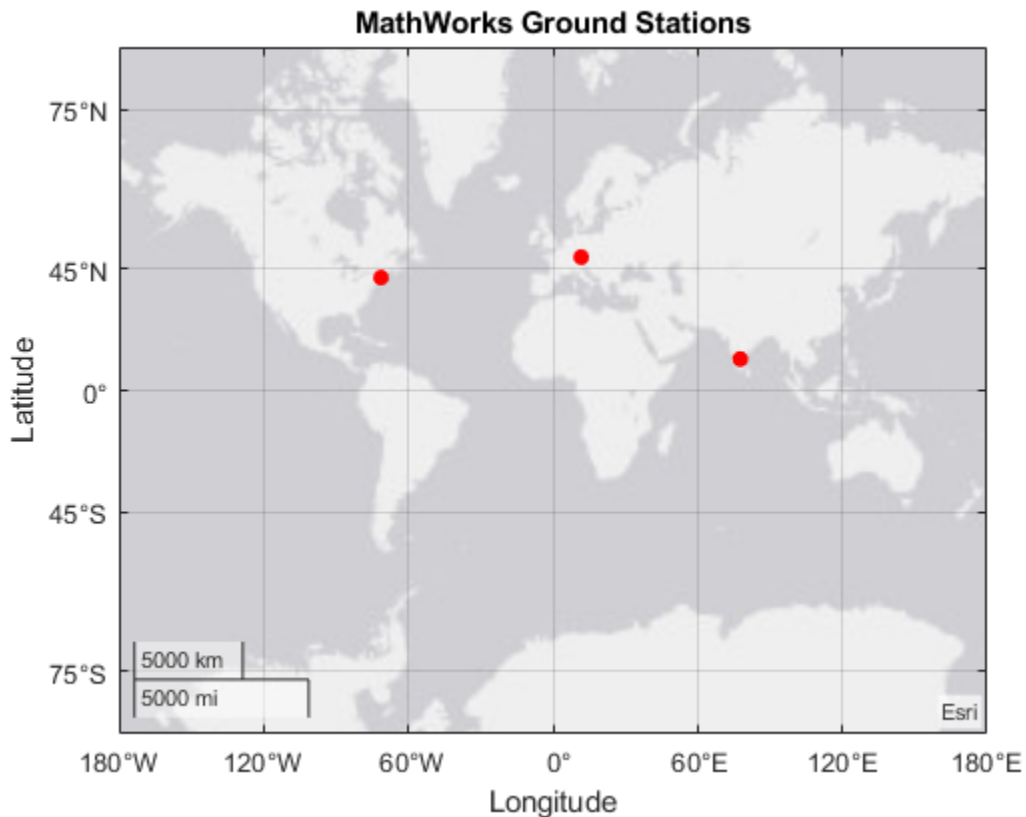 MathWorks Ground Stations
75°N
45°N
0°
45°S
75°S
Latitude
5000 km
5000 mi
Esri
180°W 120°W 60°W 0° 60°E 120°E 180°E
Longitude